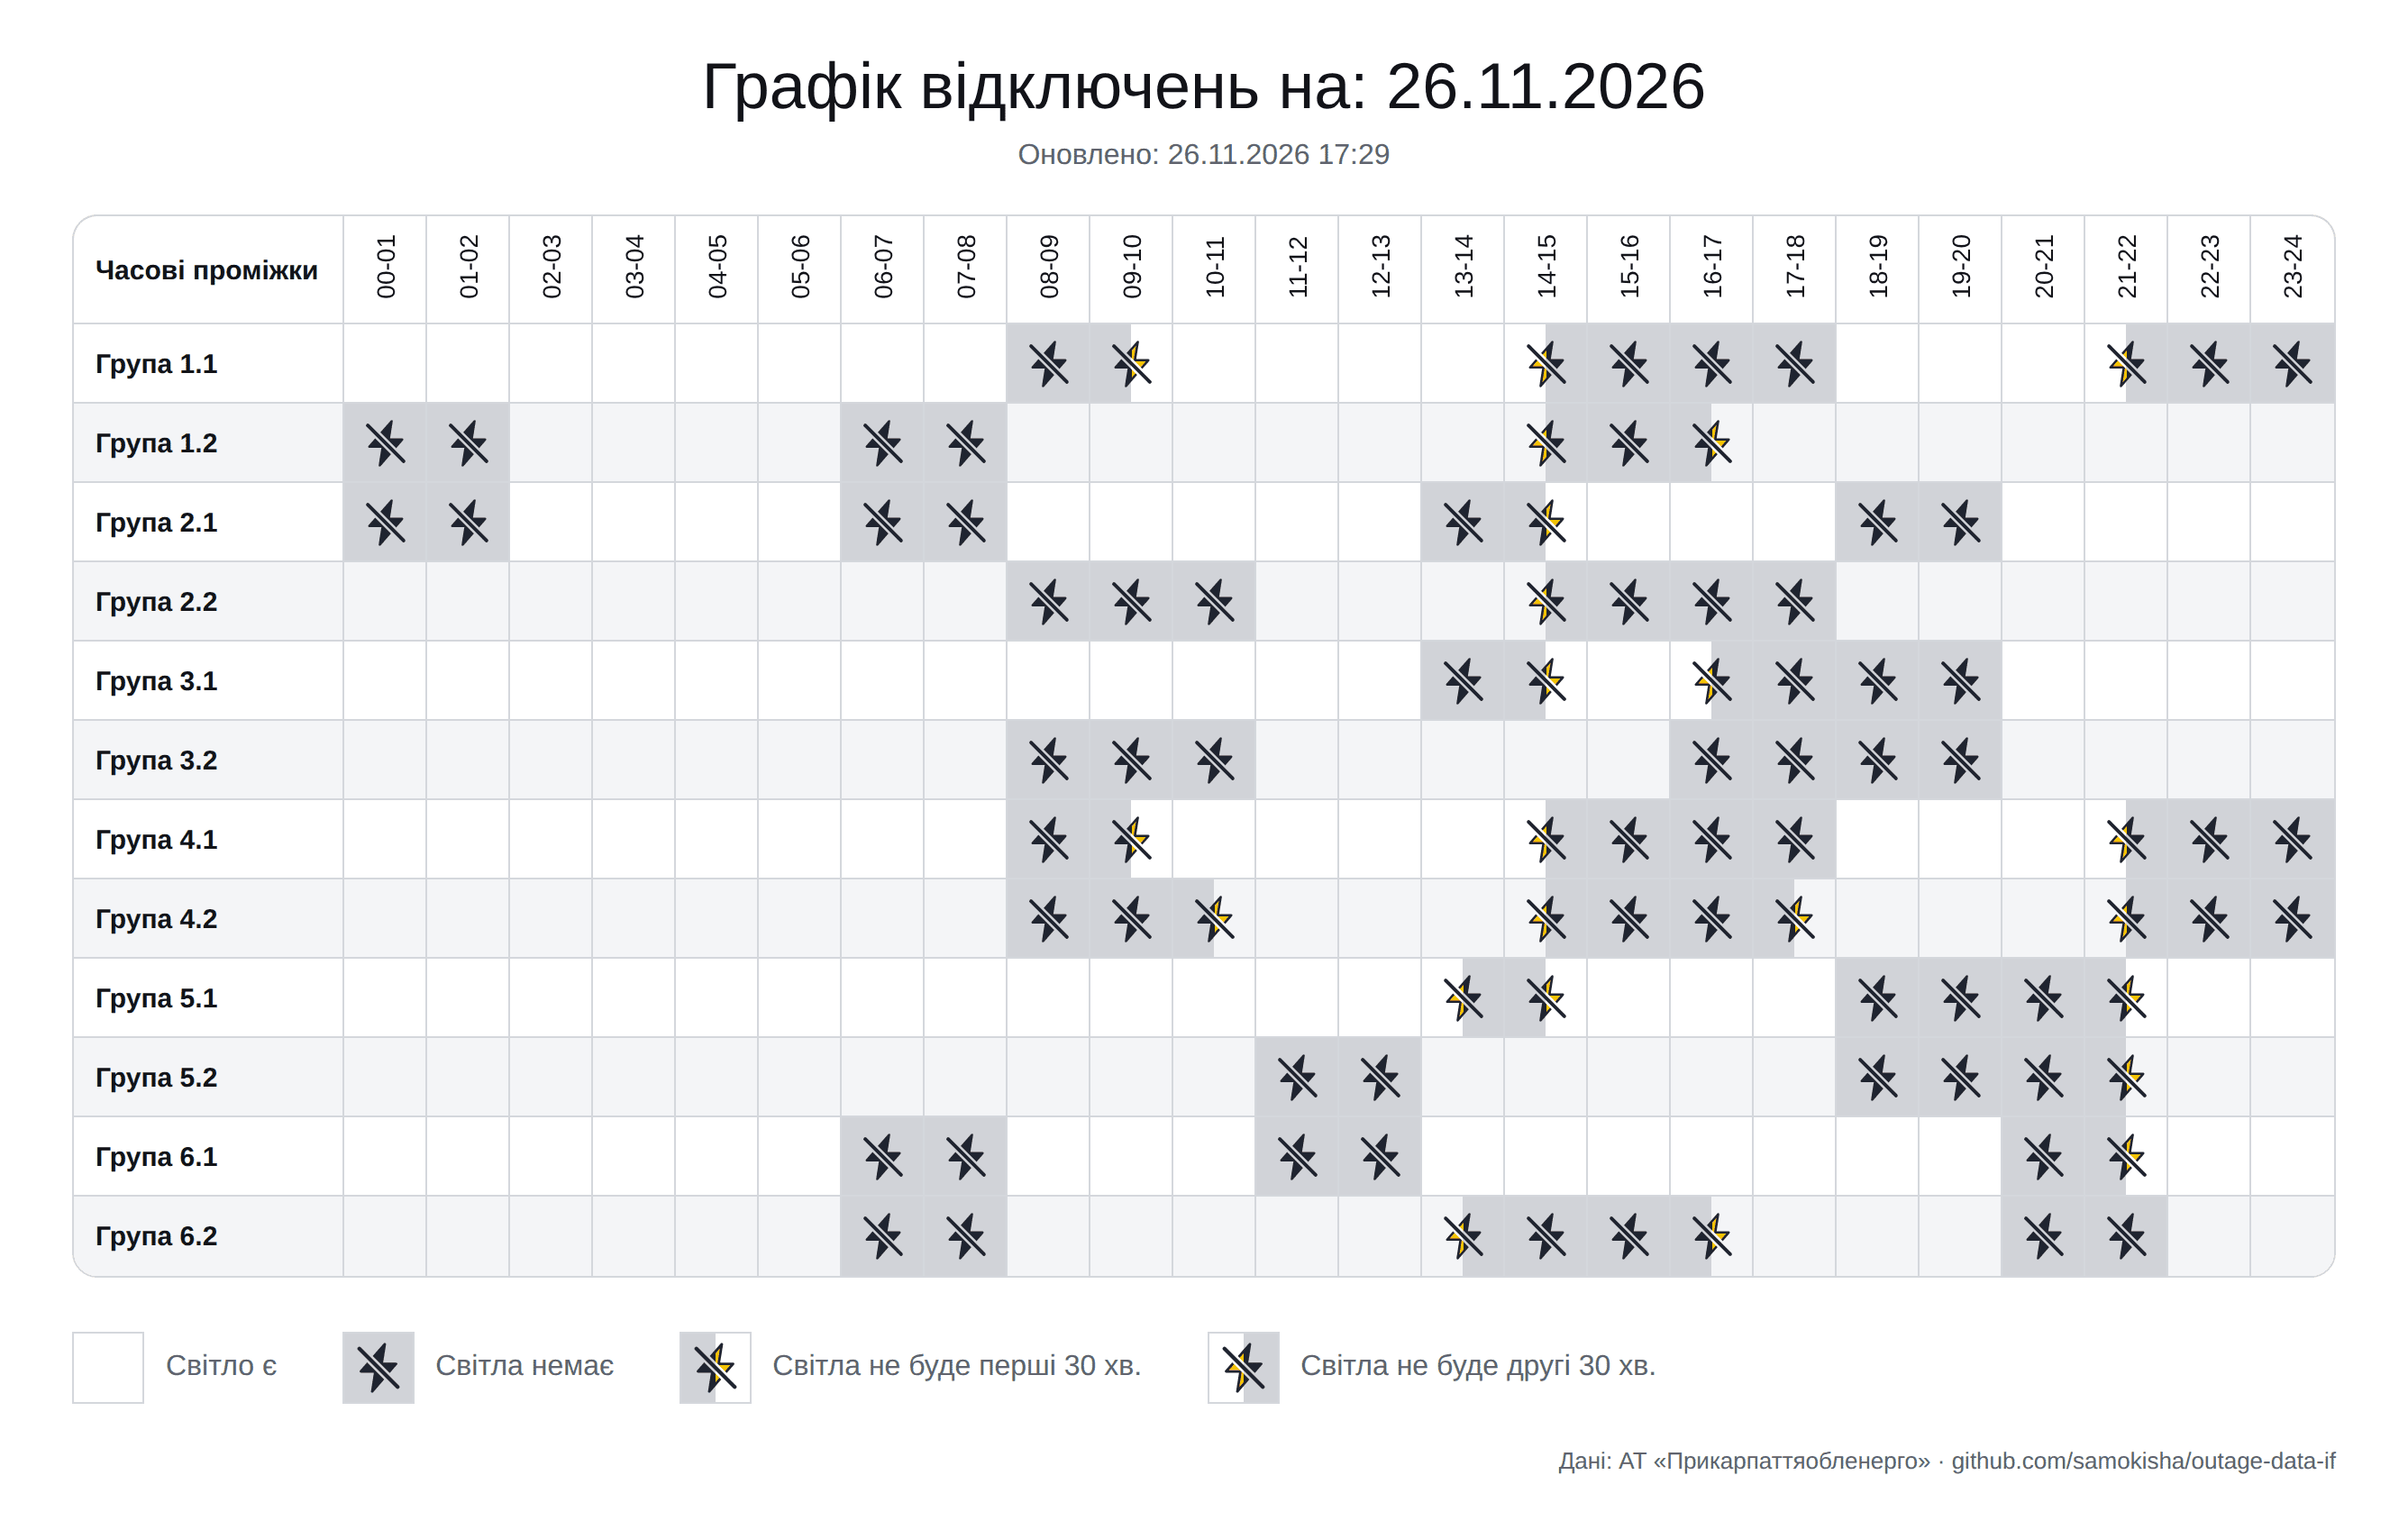 Графік відключень на: 26.11.2026
Оновлено: 26.11.2026 17:29
Часові проміжки 00-01 01-02 02-03 03-04 04-05 05-06 06-07 07-08 08-09 09-10 10-11 11-12 12-13 13-14 14-15 15-16 16-17 17-18 18-19 19-20 20-21 21-22 22-23 23-24
Група 1.1
Група 1.2
Група 2.1
Група 2.2
Група 3.1
Група 3.2
Група 4.1
Група 4.2
Група 5.1
Група 5.2
Група 6.1
Група 6.2
Світло є Світла немає Світла не буде перші 30 хв. Світла не буде другі 30 хв.
Дані: АТ «Прикарпаттяобленерго» · github.com/samokisha/outage-data-if